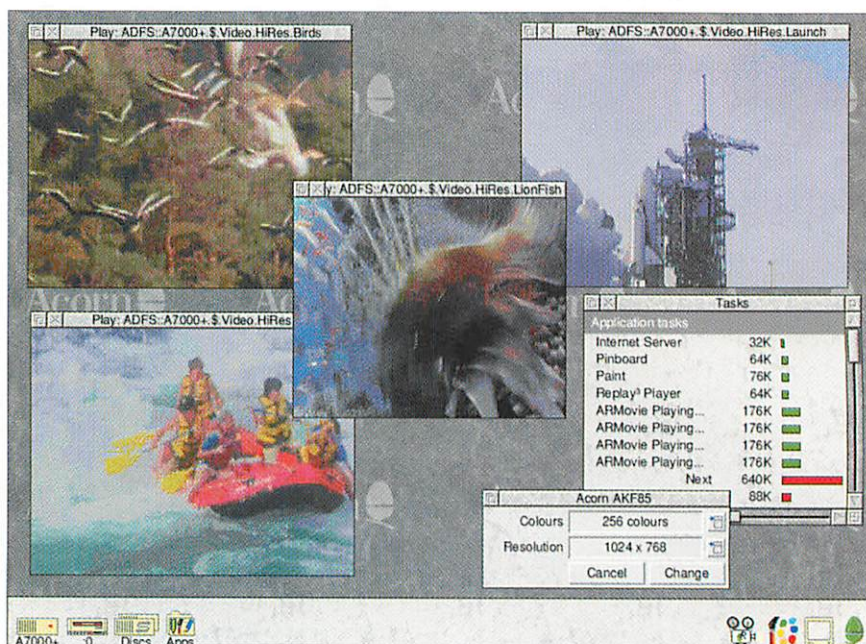 Play: ADFS::A7000+.$.Video.HiRes.Birds
Play: ADFS::A7000+.$.Video.HiRes.Launch
y: ADFS::A7000+.$.Video.HiRes.LionFish
Play: ADFS::A7000+.$.Video.HiRes
Acorn
Tasks
Application tasks
Internet Server 32K
Pinboard 64K
Paint 76K
Replay³ Player 64K
ARMovie Playing... 176K
ARMovie Playing... 176K
ARMovie Playing... 176K
ARMovie Playing... 176K
Next 640K
88K
Acorn AKF85
Colours 256 colours
Resolution 1024 x 768
Cancel Change
A7000+ :0 Discs Apps